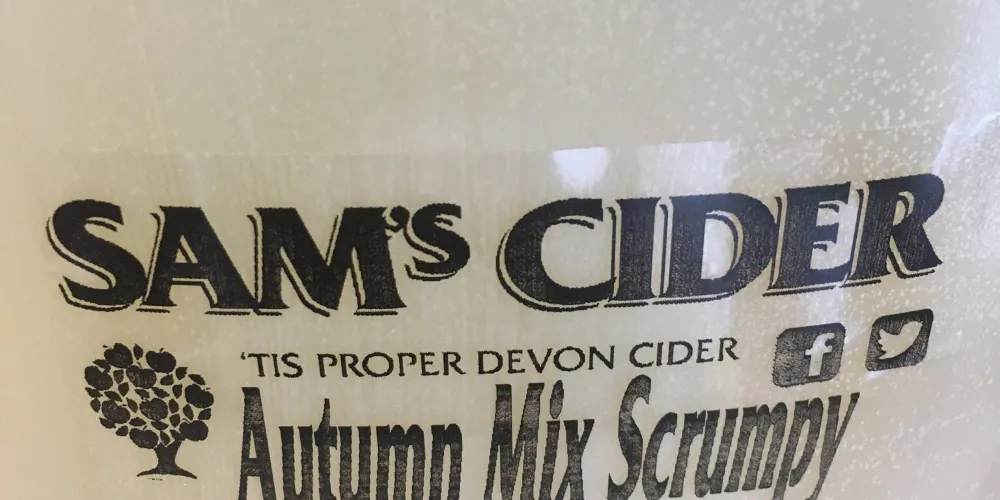 SAM'S CIDER
'TIS PROPER DEVON CIDER
Autumn Mix Scrumpy